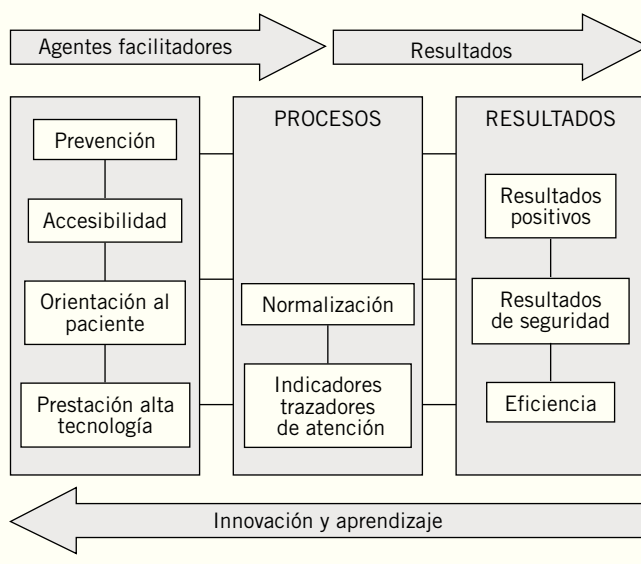 Agentes facilitadores
Resultados
Prevención
Accesibilidad
Orientación al
paciente
Prestación alta
tecnología
PROCESOS
Normalización
Indicadores
trazadores
de atención
RESULTADOS
Resultados
positivos
Resultados
de seguridad
Eficiencia
Innovación y aprendizaje